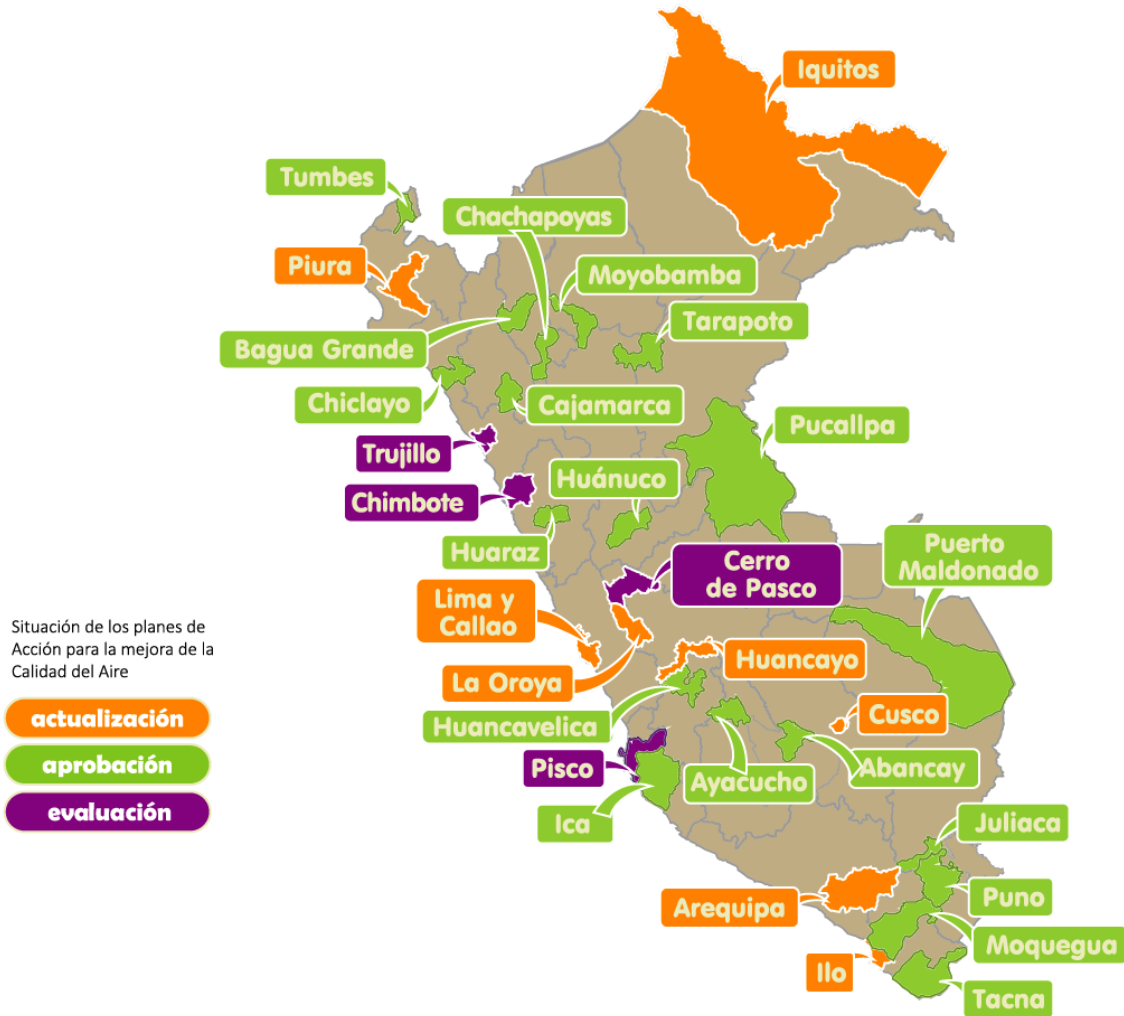 Iquitos
Tumbes
Chachapoyas
Piura
Moyobamba
Tarapoto
Bagua Grande
Chiclayo
Cajamarca
Pucallpa
Trujillo
Huánuco
Chimbote
Huaraz
Puerto
Maldonado
Cerro
de Pasco
Lima y
Callao
Situación de los planes de
Acción para la mejora de la
Calidad del Aire
Huancayo
La Oroya
actualización
Cusco
Huancavelica
aprobación
Pisco
Ayacucho
Abancay
evaluación
Ica
Juliaca
Arequipa
Puno
Moquegua
Ilo
Tacna